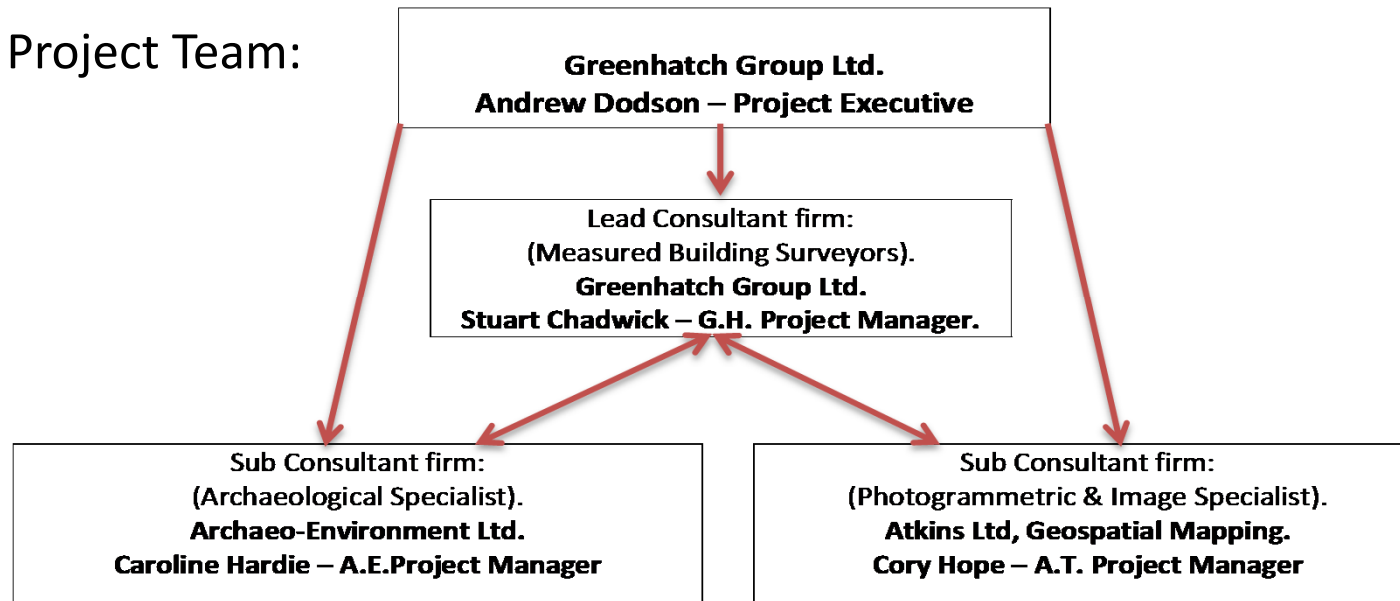 Project Team:
Greenhatch Group Ltd.
Andrew Dodson – Project Executive
Lead Consultant firm:
(Measured Building Surveyors).
Greenhatch Group Ltd.
Stuart Chadwick – G.H. Project Manager.
Sub Consultant firm:
(Archaeological Specialist).
Archaeo-Environment Ltd.
Caroline Hardie – A.E.Project Manager
Sub Consultant firm:
(Photogrammetric & Image Specialist).
Atkins Ltd, Geospatial Mapping.
Cory Hope – A.T. Project Manager